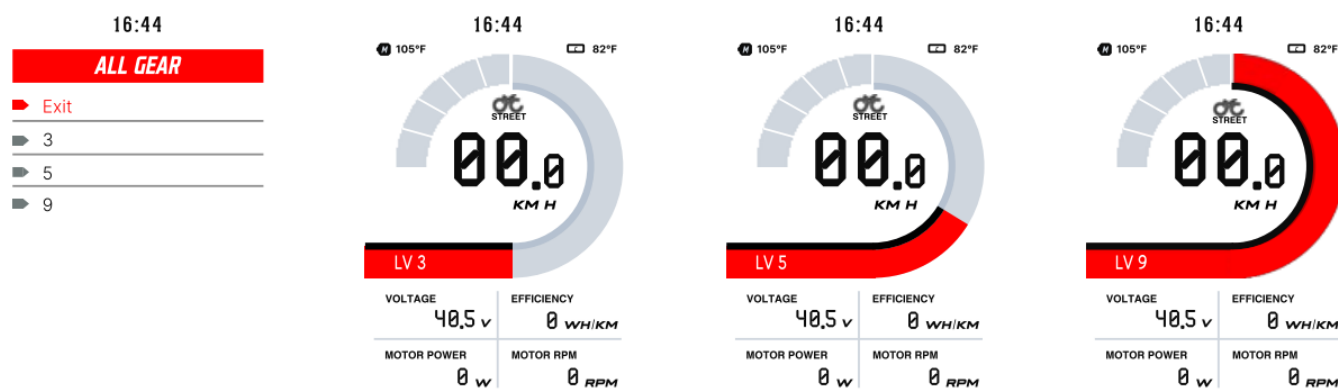 16:44
ALL GEAR
Exit
3
5
9
16:44
M 105°F
C 82°F
STREET
00.0
KM H
LV 3
VOLTAGE
40.5 V
EFFICIENCY
0 WH/KM
MOTOR POWER
0 W
MOTOR RPM
0 RPM
16:44
M 105°F
C 82°F
STREET
00.0
KM H
LV 5
VOLTAGE
40.5 V
EFFICIENCY
0 WH/KM
MOTOR POWER
0 W
MOTOR RPM
0 RPM
16:44
M 105°F
C 82°F
STREET
00.0
KM H
LV 9
VOLTAGE
40.5 V
EFFICIENCY
0 WH/KM
MOTOR POWER
0 W
MOTOR RPM
0 RPM